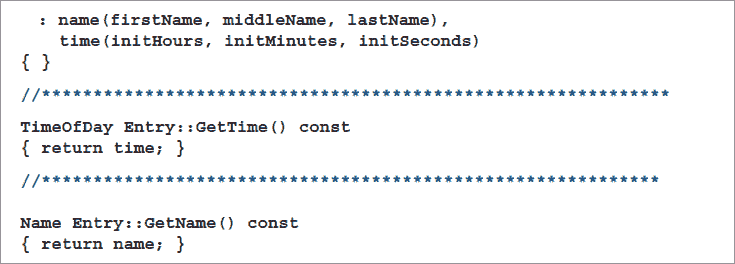 : name(firstName, middleName, lastName),
time(initHours, initMinutes, initSeconds)
{ }
//*************************************************************
TimeOfDay Entry::GetTime() const
{ return time; }
//************************************************************
Name Entry::GetName() const
{ return name; }